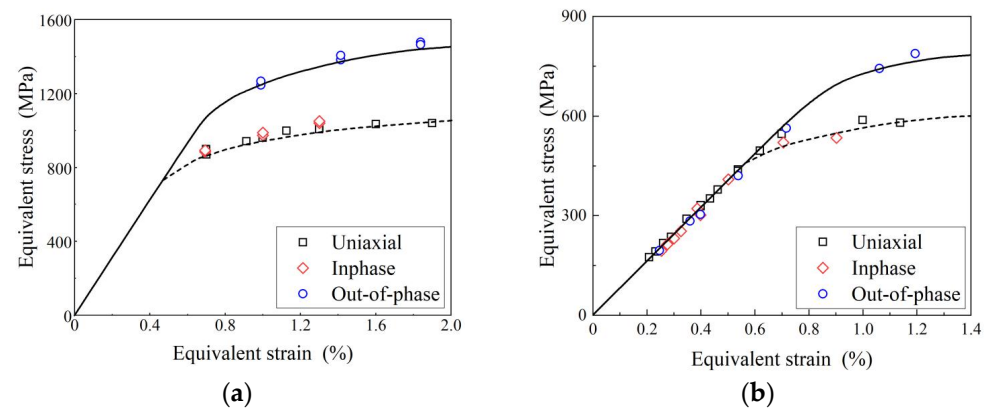 1600
1200
800
400
0
Equivalent stress (MPa)
0
0.4
0.8
1.2
1.6
2.0
Equivalent strain (%)
Uniaxial
Inphase
Out-of-phase
(a)
900
600
300
0
Equivalent stress (MPa)
0
0.2
0.4
0.6
0.8
1.0
1.2
1.4
Equivalent strain (%)
Uniaxial
Inphase
Out-of-phase
(b)